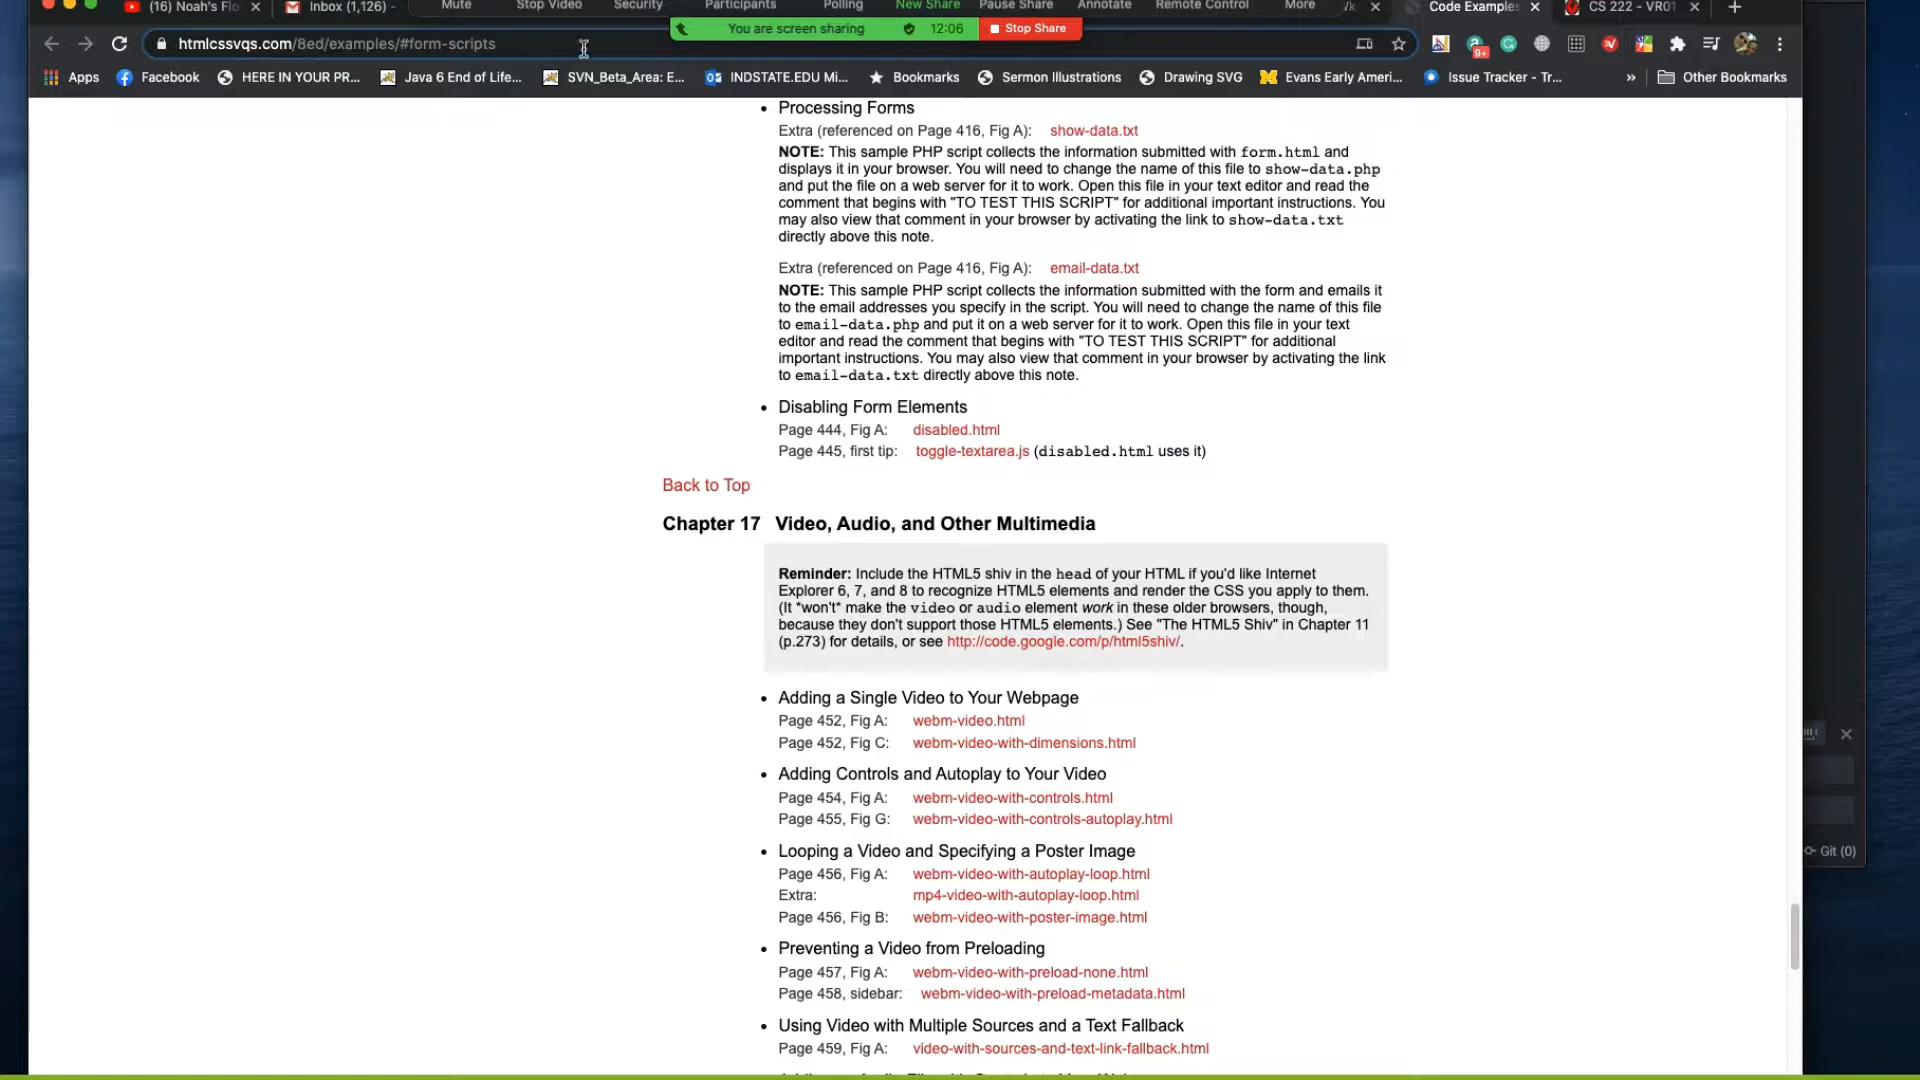 Mute Stop Video Security Participants Polling New Share Pause Share Annotate Remote Control More
(16) Noah's Flo Inbox (1,126) - Code Examples CS 222 - VR01
You are screen sharing 12:06 Stop Share
htmlcssvqs.com/8ed/examples/#form-scripts 9+
Apps Facebook HERE IN YOUR PR... Java 6 End of Life... SVN_Beta_Area: E... INDSTATE.EDU Mi... Bookmarks Sermon Illustrations Drawing SVG Evans Early Ameri... Issue Tracker - Tr... » Other Bookmarks
• Processing Forms
Extra (referenced on Page 416, Fig A): show-data.txt
NOTE: This sample PHP script collects the information submitted with form.html and
displays it in your browser. You will need to change the name of this file to show-data.php
and put the file on a web server for it to work. Open this file in your text editor and read the
comment that begins with "TO TEST THIS SCRIPT" for additional important instructions. You
may also view that comment in your browser by activating the link to show-data.txt
directly above this note.
Extra (referenced on Page 416, Fig A): email-data.txt
NOTE: This sample PHP script collects the information submitted with the form and emails it
to the email addresses you specify in the script. You will need to change the name of this file
to email-data.php and put it on a web server for it to work. Open this file in your text
editor and read the comment that begins with "TO TEST THIS SCRIPT" for additional
important instructions. You may also view that comment in your browser by activating the link
to email-data.txt directly above this note.
• Disabling Form Elements
Page 444, Fig A: disabled.html
Page 445, first tip: toggle-textarea.js (disabled.html uses it)
Back to Top
Chapter 17 Video, Audio, and Other Multimedia
Reminder: Include the HTML5 shiv in the head of your HTML if you'd like Internet
Explorer 6, 7, and 8 to recognize HTML5 elements and render the CSS you apply to them.
(It *won't* make the video or audio element work in these older browsers, though,
because they don't support those HTML5 elements.) See "The HTML5 Shiv" in Chapter 11
(p.273) for details, or see http://code.google.com/p/html5shiv/.
• Adding a Single Video to Your Webpage
Page 452, Fig A: webm-video.html
Page 452, Fig C: webm-video-with-dimensions.html
• Adding Controls and Autoplay to Your Video
Page 454, Fig A: webm-video-with-controls.html
Page 455, Fig G: webm-video-with-controls-autoplay.html
• Looping a Video and Specifying a Poster Image
Page 456, Fig A: webm-video-with-autoplay-loop.html
Extra: mp4-video-with-autoplay-loop.html
Page 456, Fig B: webm-video-with-poster-image.html
• Preventing a Video from Preloading
Page 457, Fig A: webm-video-with-preload-none.html
Page 458, sidebar: webm-video-with-preload-metadata.html
• Using Video with Multiple Sources and a Text Fallback
Page 459, Fig A: video-with-sources-and-text-link-fallback.html
Git (0)